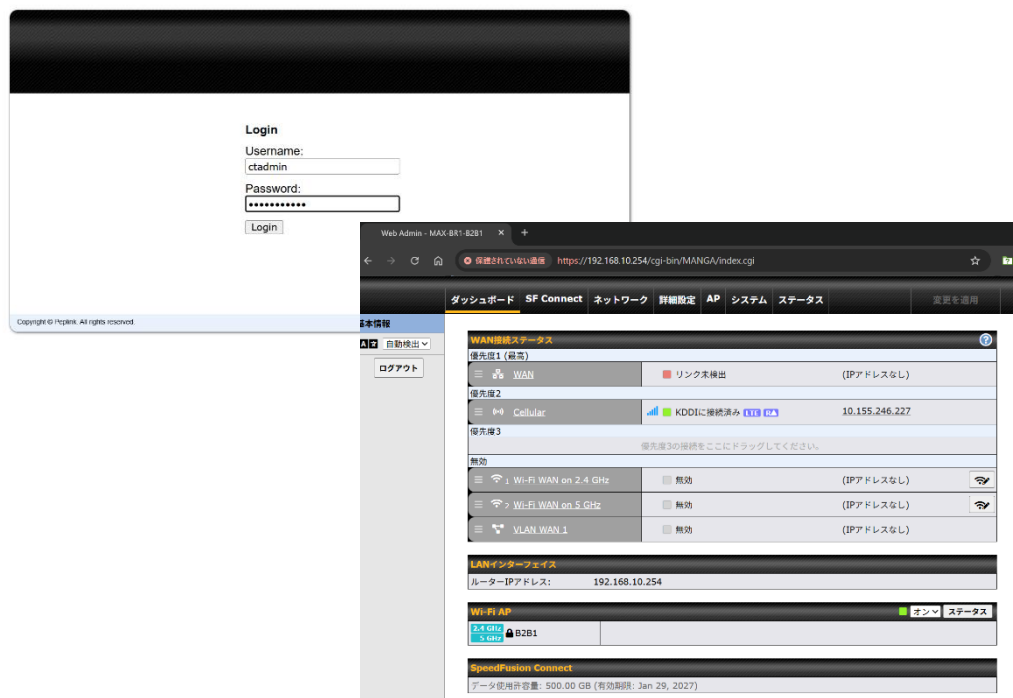 Login
Username:
ctadmin
Password:
•••••••••••
Login
Copyright © Peplink. All rights reserved.
Web Admin - MAX-BR1-B2B1
保護されていない通信 https://192.168.10.254/cgi-bin/MANGA/index.cgi
ダッシュボード SF Connect ネットワーク 詳細設定 AP システム ステータス 変更を適用
基本情報
自動検出
ログアウト
WAN接続ステータス
優先度1 (最高)
WAN リンク未検出 (IPアドレスなし)
優先度2
Cellular KDDIに接続済み LTE 10.155.246.227
優先度3
優先度3の接続をここにドラッグしてください。
無効
1 Wi-Fi WAN on 2.4 GHz 無効 (IPアドレスなし)
2 Wi-Fi WAN on 5 GHz 無効 (IPアドレスなし)
VLAN WAN 1 無効 (IPアドレスなし)
LANインターフェイス
ルーターIPアドレス: 192.168.10.254
Wi-Fi AP オン ステータス
2.4 GHz
5 GHz
B2B1
SpeedFusion Connect
データ使用許容量: 500.00 GB (有効期限: Jan 29, 2027)